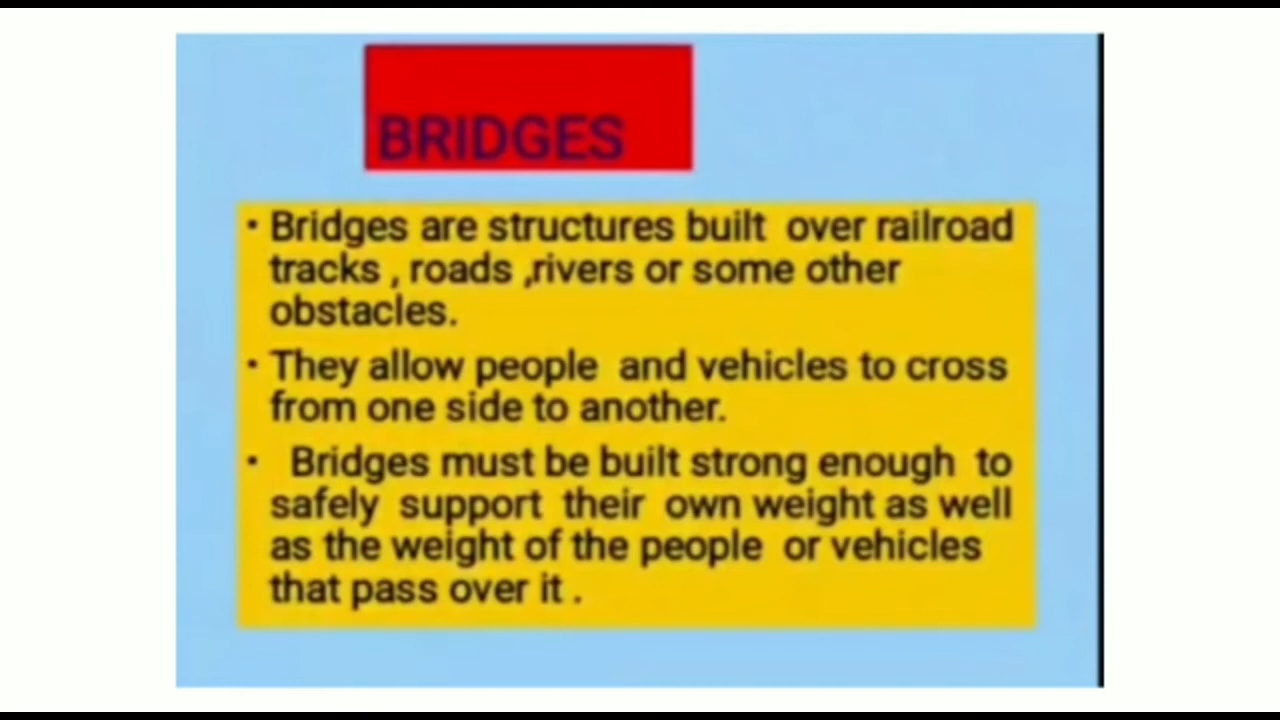 BRIDGES
• Bridges are structures built over railroad
tracks , roads ,rivers or some other
obstacles.
• They allow people and vehicles to cross
from one side to another.
• Bridges must be built strong enough to
safely support their own weight as well
as the weight of the people or vehicles
that pass over it .